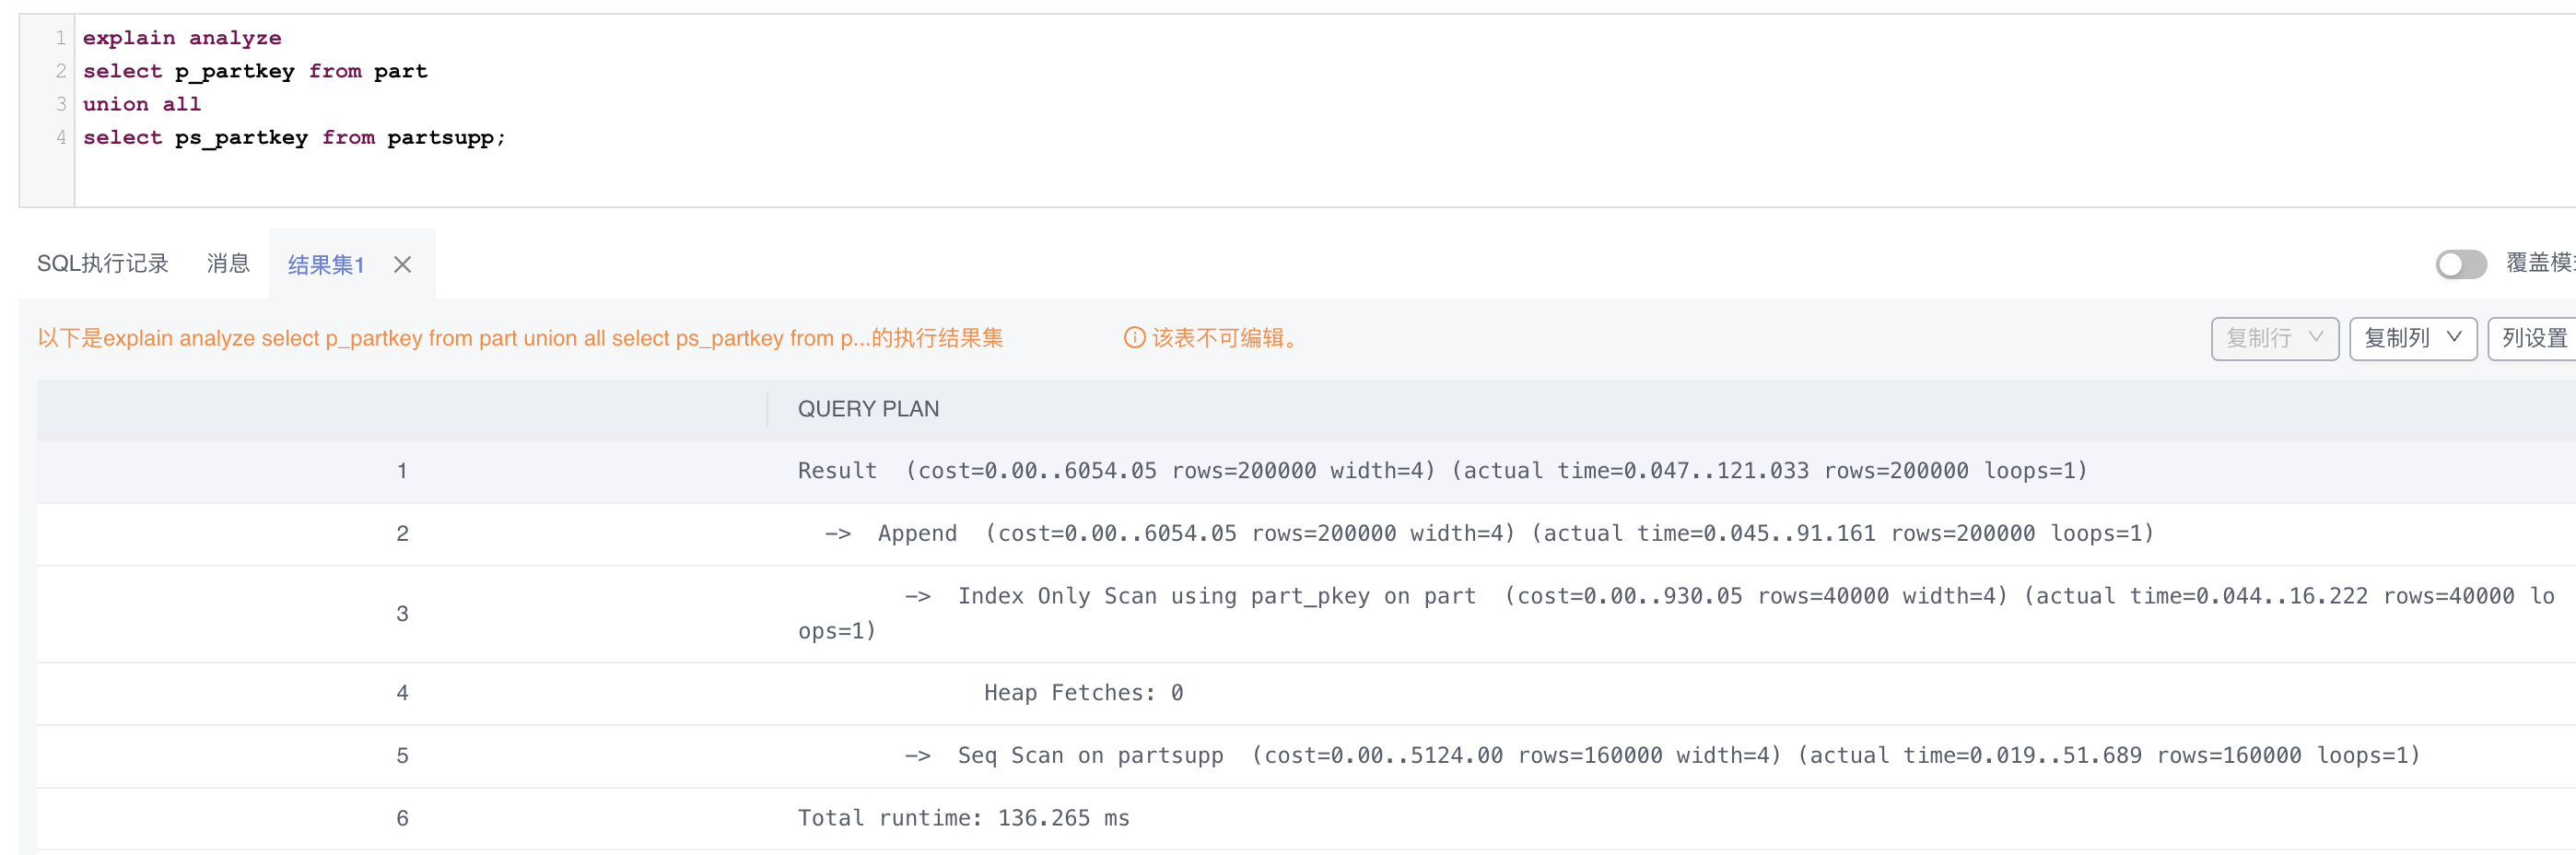 1 explain analyze
2 select p_partkey from part
3 union all
4 select ps_partkey from partsupp;
SQL执行记录 消息 结果集1 覆盖模
以下是explain analyze select p_partkey from part union all select ps_partkey from p...的执行结果集 该表不可编辑。 复制行 复制列 列设置
QUERY PLAN
1 Result (cost=0.00..6054.05 rows=200000 width=4) (actual time=0.047..121.033 rows=200000 loops=1)
2 -> Append (cost=0.00..6054.05 rows=200000 width=4) (actual time=0.045..91.161 rows=200000 loops=1)
3 -> Index Only Scan using part_pkey on part (cost=0.00..930.05 rows=40000 width=4) (actual time=0.044..16.222 rows=40000 lo
ops=1)
4 Heap Fetches: 0
5 -> Seq Scan on partsupp (cost=0.00..5124.00 rows=160000 width=4) (actual time=0.019..51.689 rows=160000 loops=1)
6 Total runtime: 136.265 ms